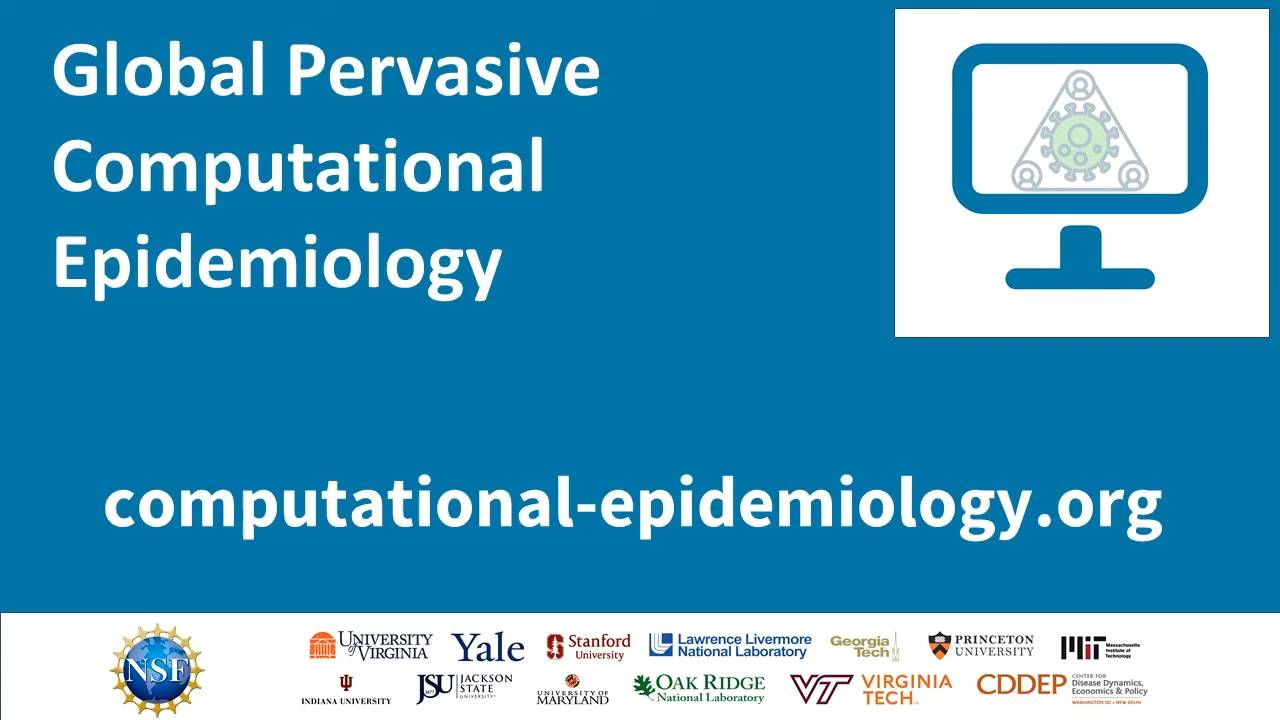 Global Pervasive
Computational
Epidemiology
computational-epidemiology.org
NSF
UNIVERSITY
of VIRGINIA
Yale
Stanford
University
Lawrence Livermore
National Laboratory
Georgia
Tech
PRINCETON
UNIVERSITY
MIT
Massachusetts
Institute of
Technology
INDIANA UNIVERSITY
JSU
JACKSON
STATE
UNIVERSITY
UNIVERSITY OF
MARYLAND
OAK RIDGE
National Laboratory
VT
VIRGINIA
TECH
CDDEP
CENTER FOR
Disease Dynamics,
Economics & Policy
WASHINGTON DC • NEW DELHI